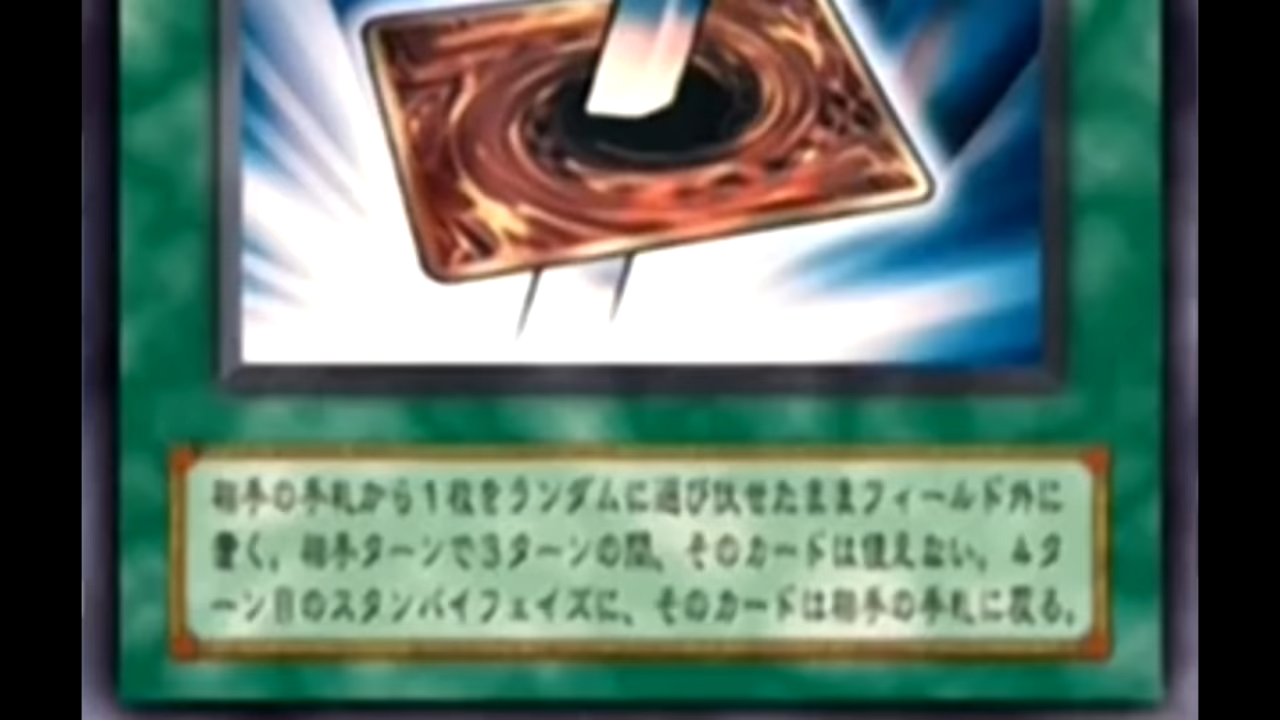 相手の手札から１枚をランダムに選び伏せたままフィールド外に
置く。相手ターンで３ターンの間、そのカードは使えない。４タ
ーン目のスタンバイフェイズに、そのカードは相手の手札に戻る。